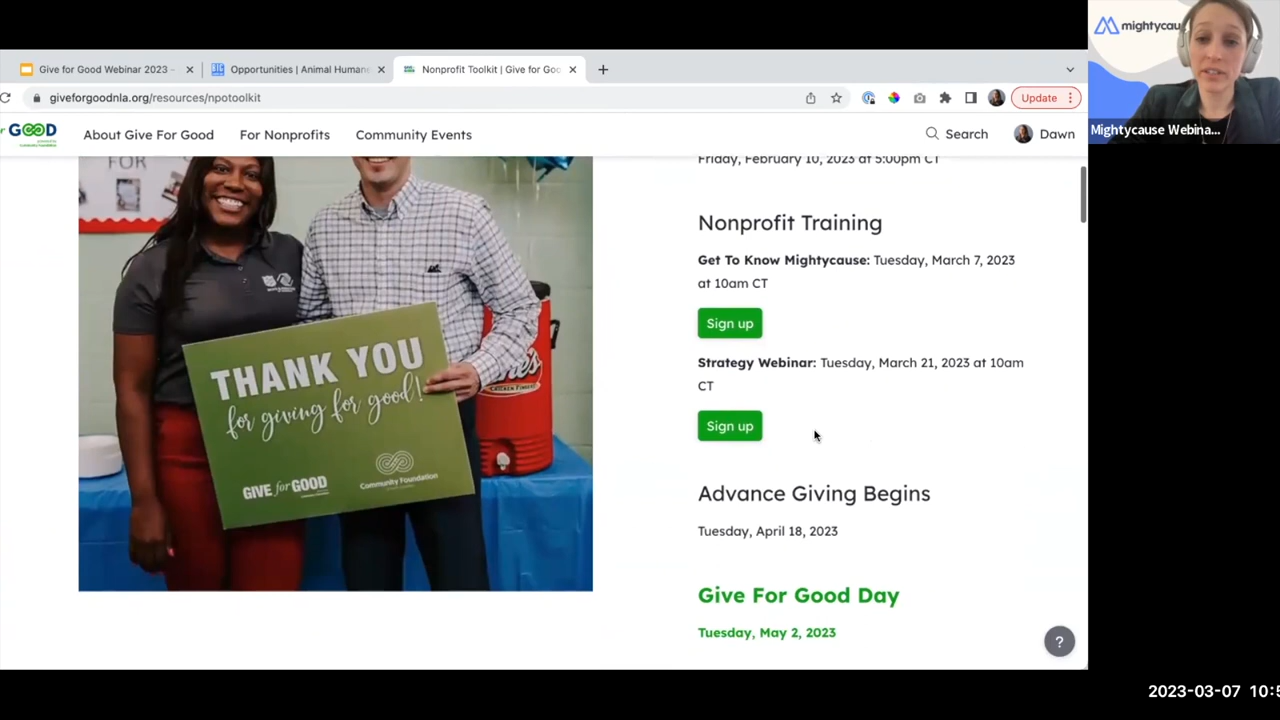 mightycau
Mightycause Webina...
Give for Good Webinar 2023 -
Opportunities | Animal Humane
Nonprofit Toolkit | Give for Goo
giveforgoodnla.org/resources/npotoolkit
Update
GOOD
About Give For Good
For Nonprofits
Community Events
Search
Dawn
FOR
THANK YOU
for giving for good!
GIVE for GOOD
Community Foundation
CHICKEN FINGERS
Friday, February 10, 2023 at 5:00pm CT
Nonprofit Training
Get To Know Mightycause: Tuesday, March 7, 2023
at 10am CT
Sign up
Strategy Webinar: Tuesday, March 21, 2023 at 10am
CT
Sign up
Advance Giving Begins
Tuesday, April 18, 2023
Give For Good Day
Tuesday, May 2, 2023
?
2023-03-07 10:5